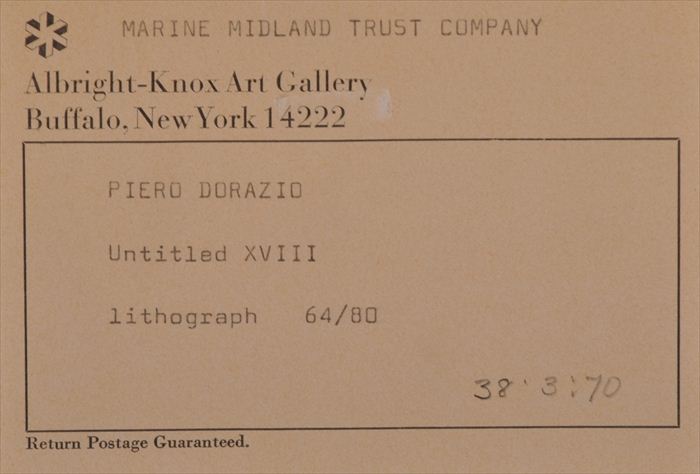 MARINE MIDLAND TRUST COMPANY
Albright-Knox Art Gallery
Buffalo, New York 14222
PIERO DORAZIO
Untitled XVIII
lithograph 64/80
38·3:70
Return Postage Guaranteed.